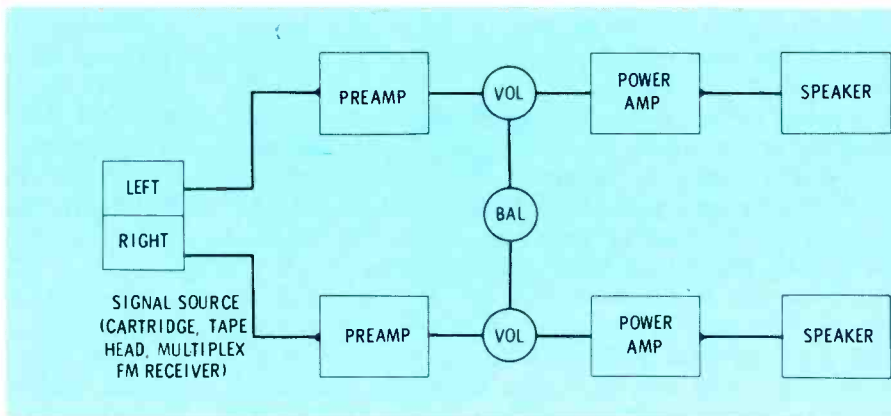 PREAMP
VOL
POWER
AMP
SPEAKER
LEFT
BAL
RIGHT
SIGNAL SOURCE
(CARTRIDGE, TAPE
HEAD, MULTIPLEX
FM RECEIVER)
PREAMP
VOL
POWER
AMP
SPEAKER